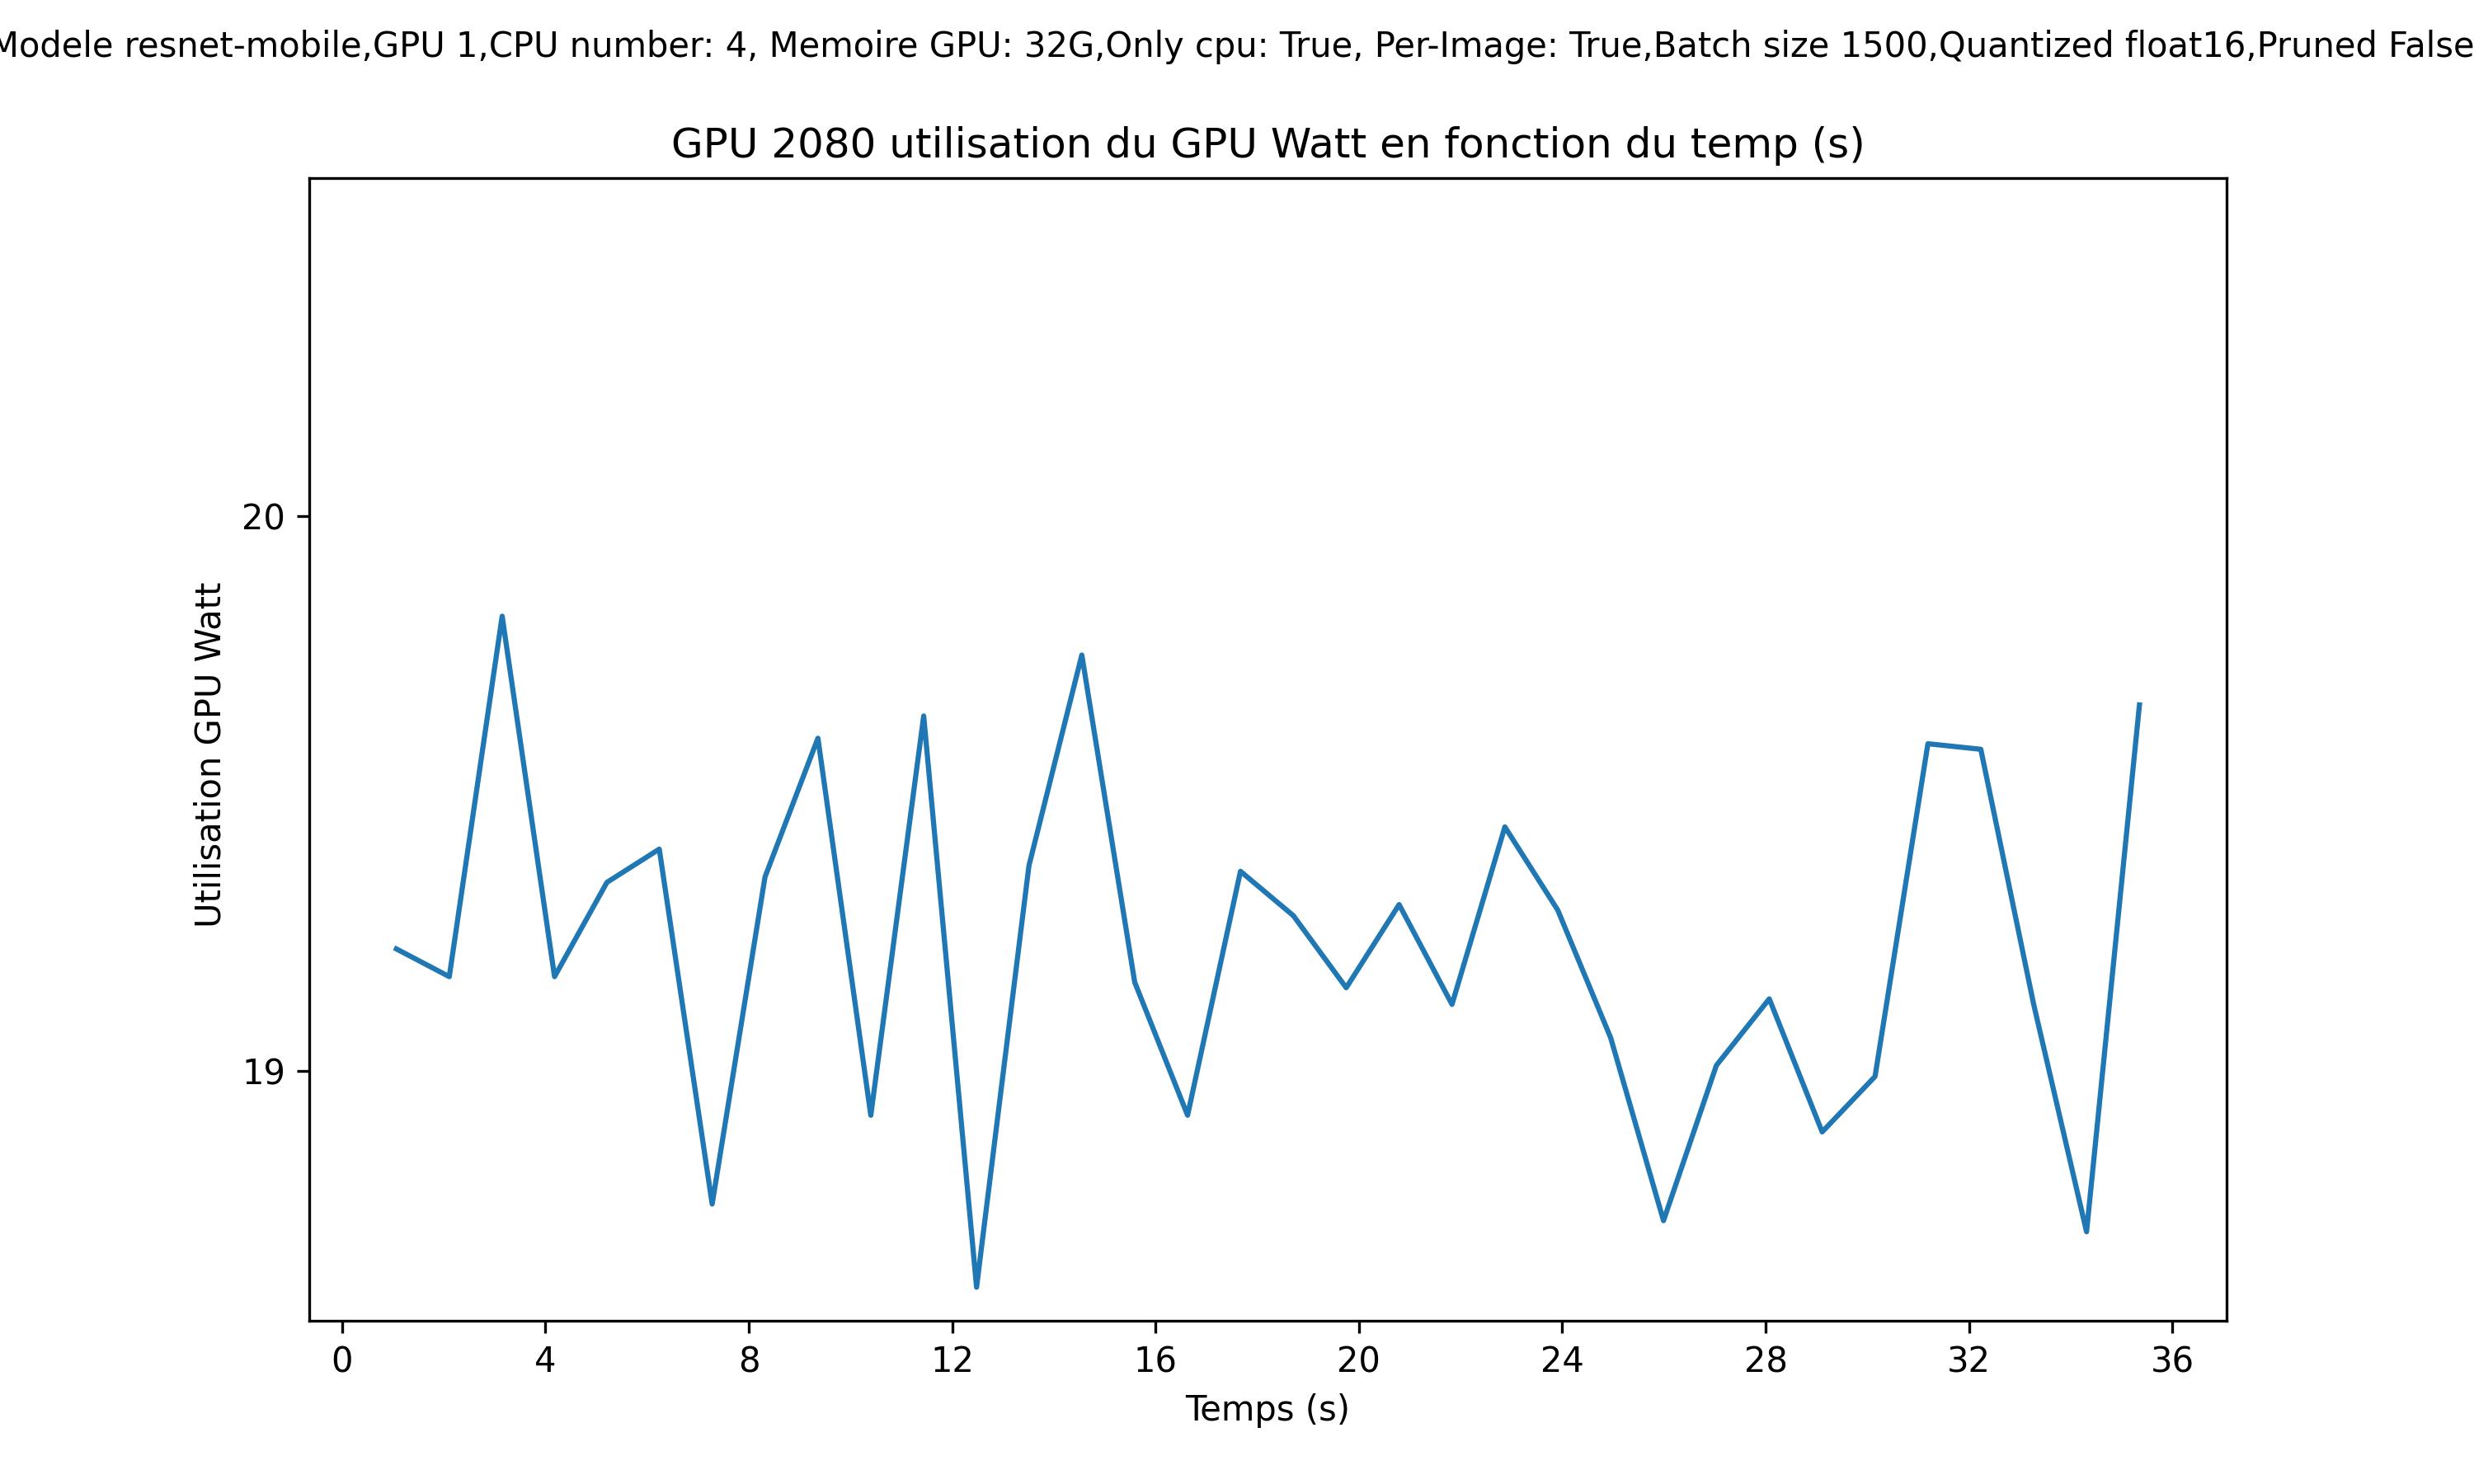 Modele resnet-mobile,GPU 1,CPU number: 4, Memoire GPU: 32G,Only cpu: True, Per-Image: True,Batch size 1500,Quantized float16,Pruned False
GPU 2080 utilisation du GPU Watt en fonction du temp (s)
Utilisation GPU Watt
20
19
0 4 8 12 16 20 24 28 32 36
Temps (s)